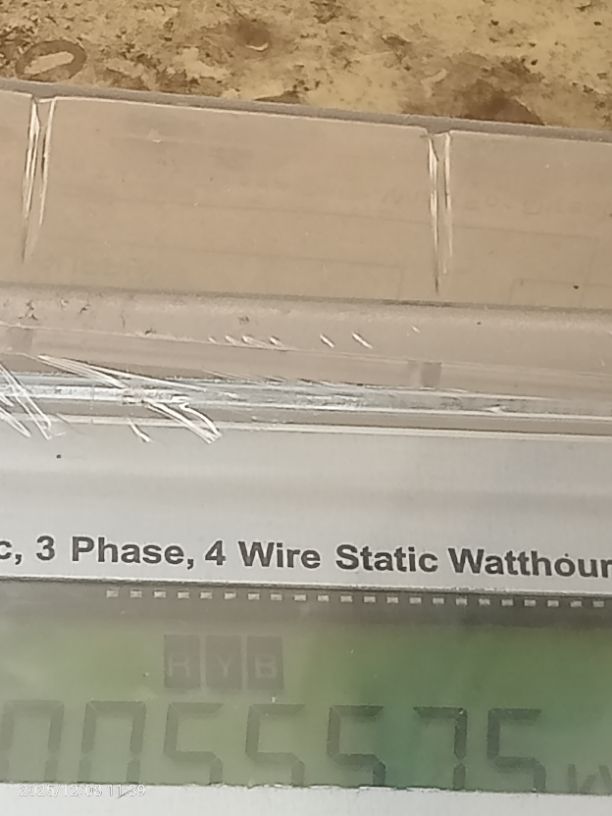 c, 3 Phase, 4 Wire Static Watthour
R Y B
0055575
2025/12/03 11:39